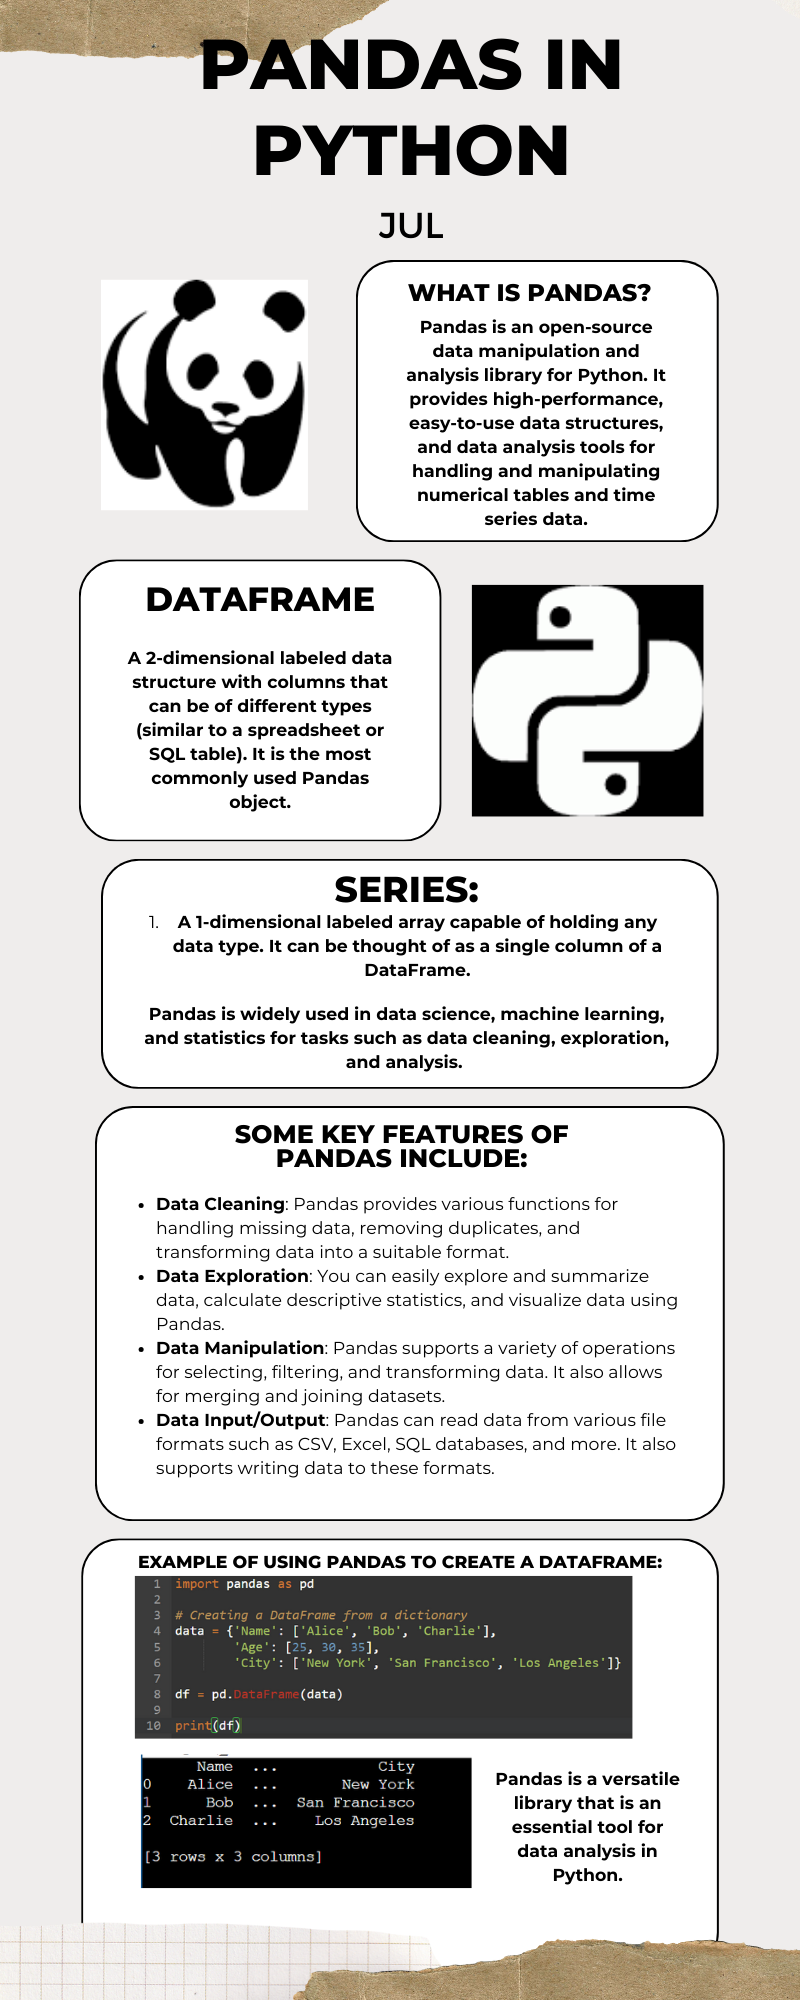 PANDAS IN
PYTHON
JUL
WHAT IS PANDAS?
Pandas is an open-source
data manipulation and
analysis library for Python. It
provides high-performance,
easy-to-use data structures,
and data analysis tools for
handling and manipulating
numerical tables and time
series data.
DATAFRAME
A 2-dimensional labeled data
structure with columns that
can be of different types
(similar to a spreadsheet or
SQL table). It is the most
commonly used Pandas
object.
SERIES:
1. A 1-dimensional labeled array capable of holding any
data type. It can be thought of as a single column of a
DataFrame.
Pandas is widely used in data science, machine learning,
and statistics for tasks such as data cleaning, exploration,
and analysis.
SOME KEY FEATURES OF
PANDAS INCLUDE:
• Data Cleaning: Pandas provides various functions for
handling missing data, removing duplicates, and
transforming data into a suitable format.
• Data Exploration: You can easily explore and summarize
data, calculate descriptive statistics, and visualize data using
Pandas.
• Data Manipulation: Pandas supports a variety of operations
for selecting, filtering, and transforming data. It also allows
for merging and joining datasets.
• Data Input/Output: Pandas can read data from various file
formats such as CSV, Excel, SQL databases, and more. It also
supports writing data to these formats.
EXAMPLE OF USING PANDAS TO CREATE A DATAFRAME:
1 import pandas as pd
2
3 # Creating a DataFrame from a dictionary
4 data = {'Name': ['Alice', 'Bob', 'Charlie'],
5 'Age': [25, 30, 35],
6 'City': ['New York', 'San Francisco', 'Los Angeles']}
7
8 df = pd.DataFrame(data)
9
10 print(df)
Name ... City
0 Alice ... New York
1 Bob ... San Francisco
2 Charlie ... Los Angeles
[3 rows x 3 columns]
Pandas is a versatile
library that is an
essential tool for
data analysis in
Python.